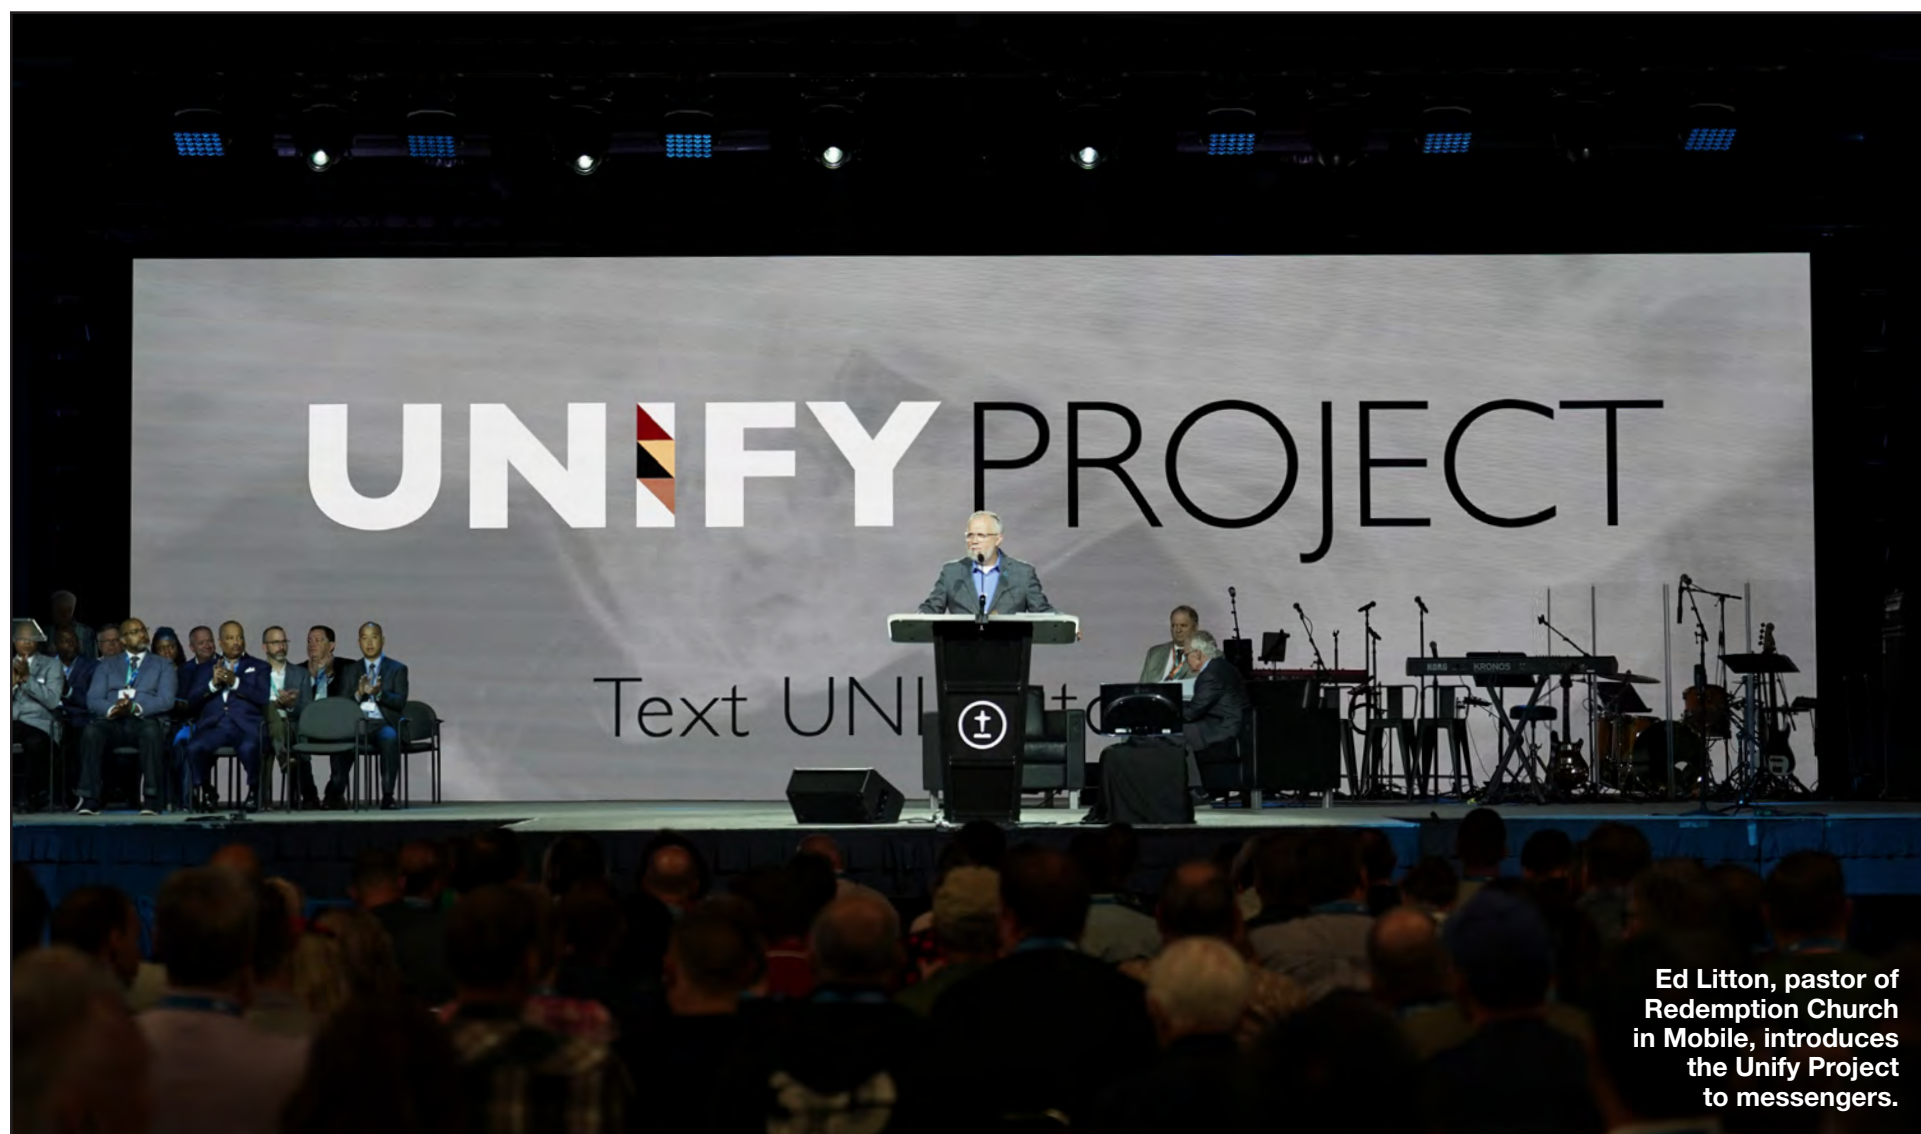 UNIFY PROJECT
Text UNI
KORG KRONOS
Ed Litton, pastor of
Redemption Church
in Mobile, introduces
the Unify Project
to messengers.